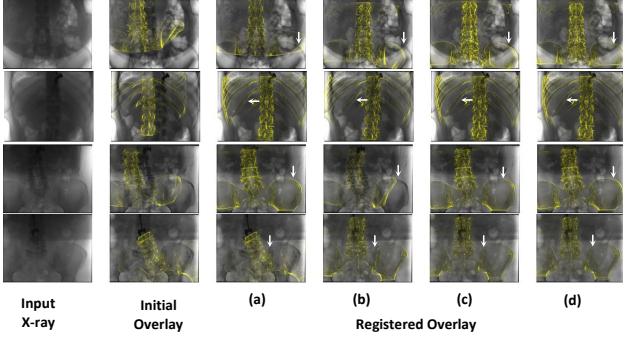 Input
X-ray
Initial
Overlay
(a)
(b)
(c)
(d)
Registered Overlay